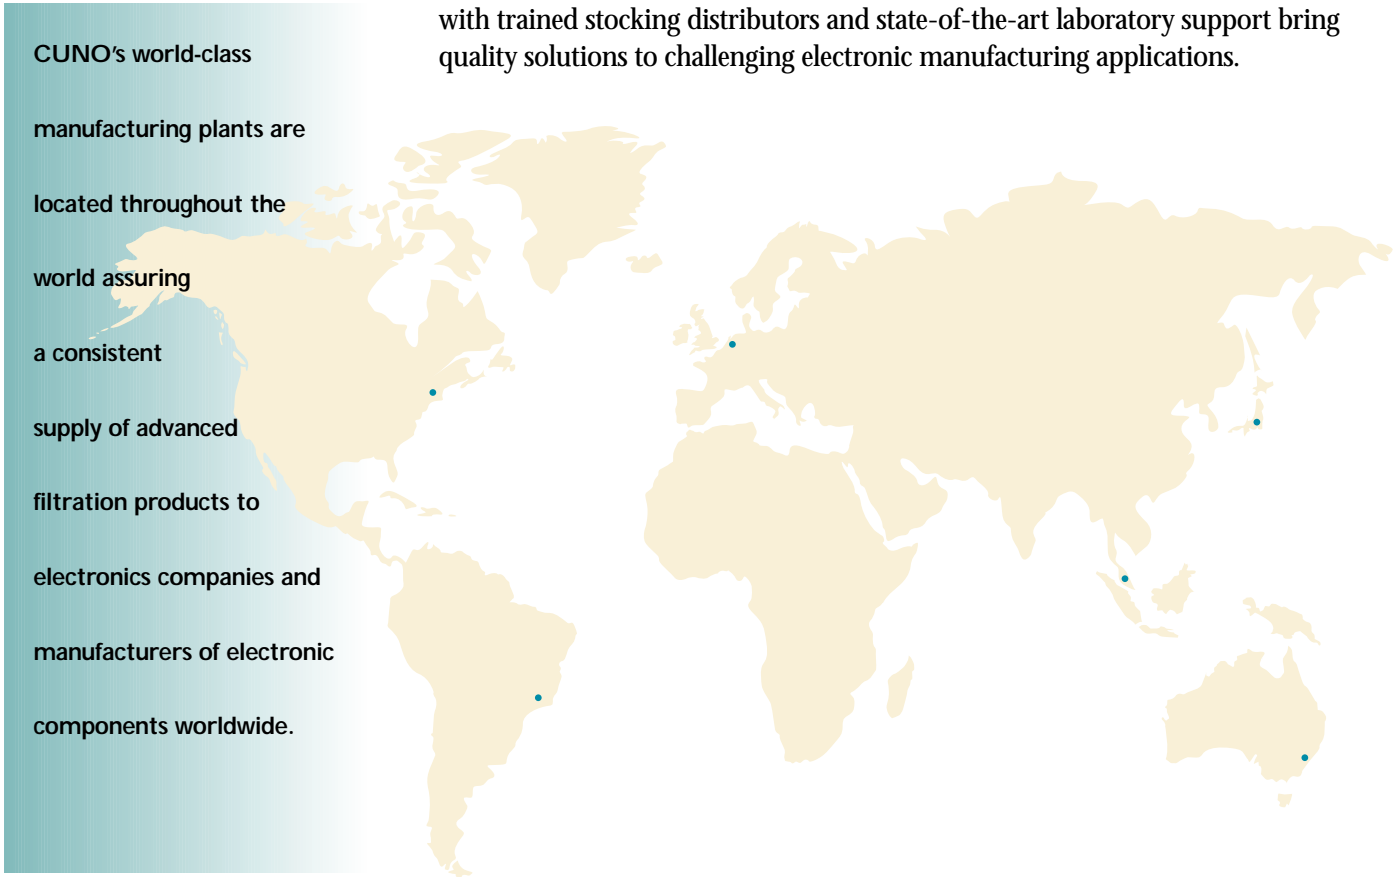 with trained stocking distributors and state-of-the-art laboratory support bring
quality solutions to challenging electronic manufacturing applications.
CUNO's world-class
manufacturing plants are
located throughout the
world assuring
a consistent
supply of advanced
filtration products to
electronics companies and
manufacturers of electronic
components worldwide.